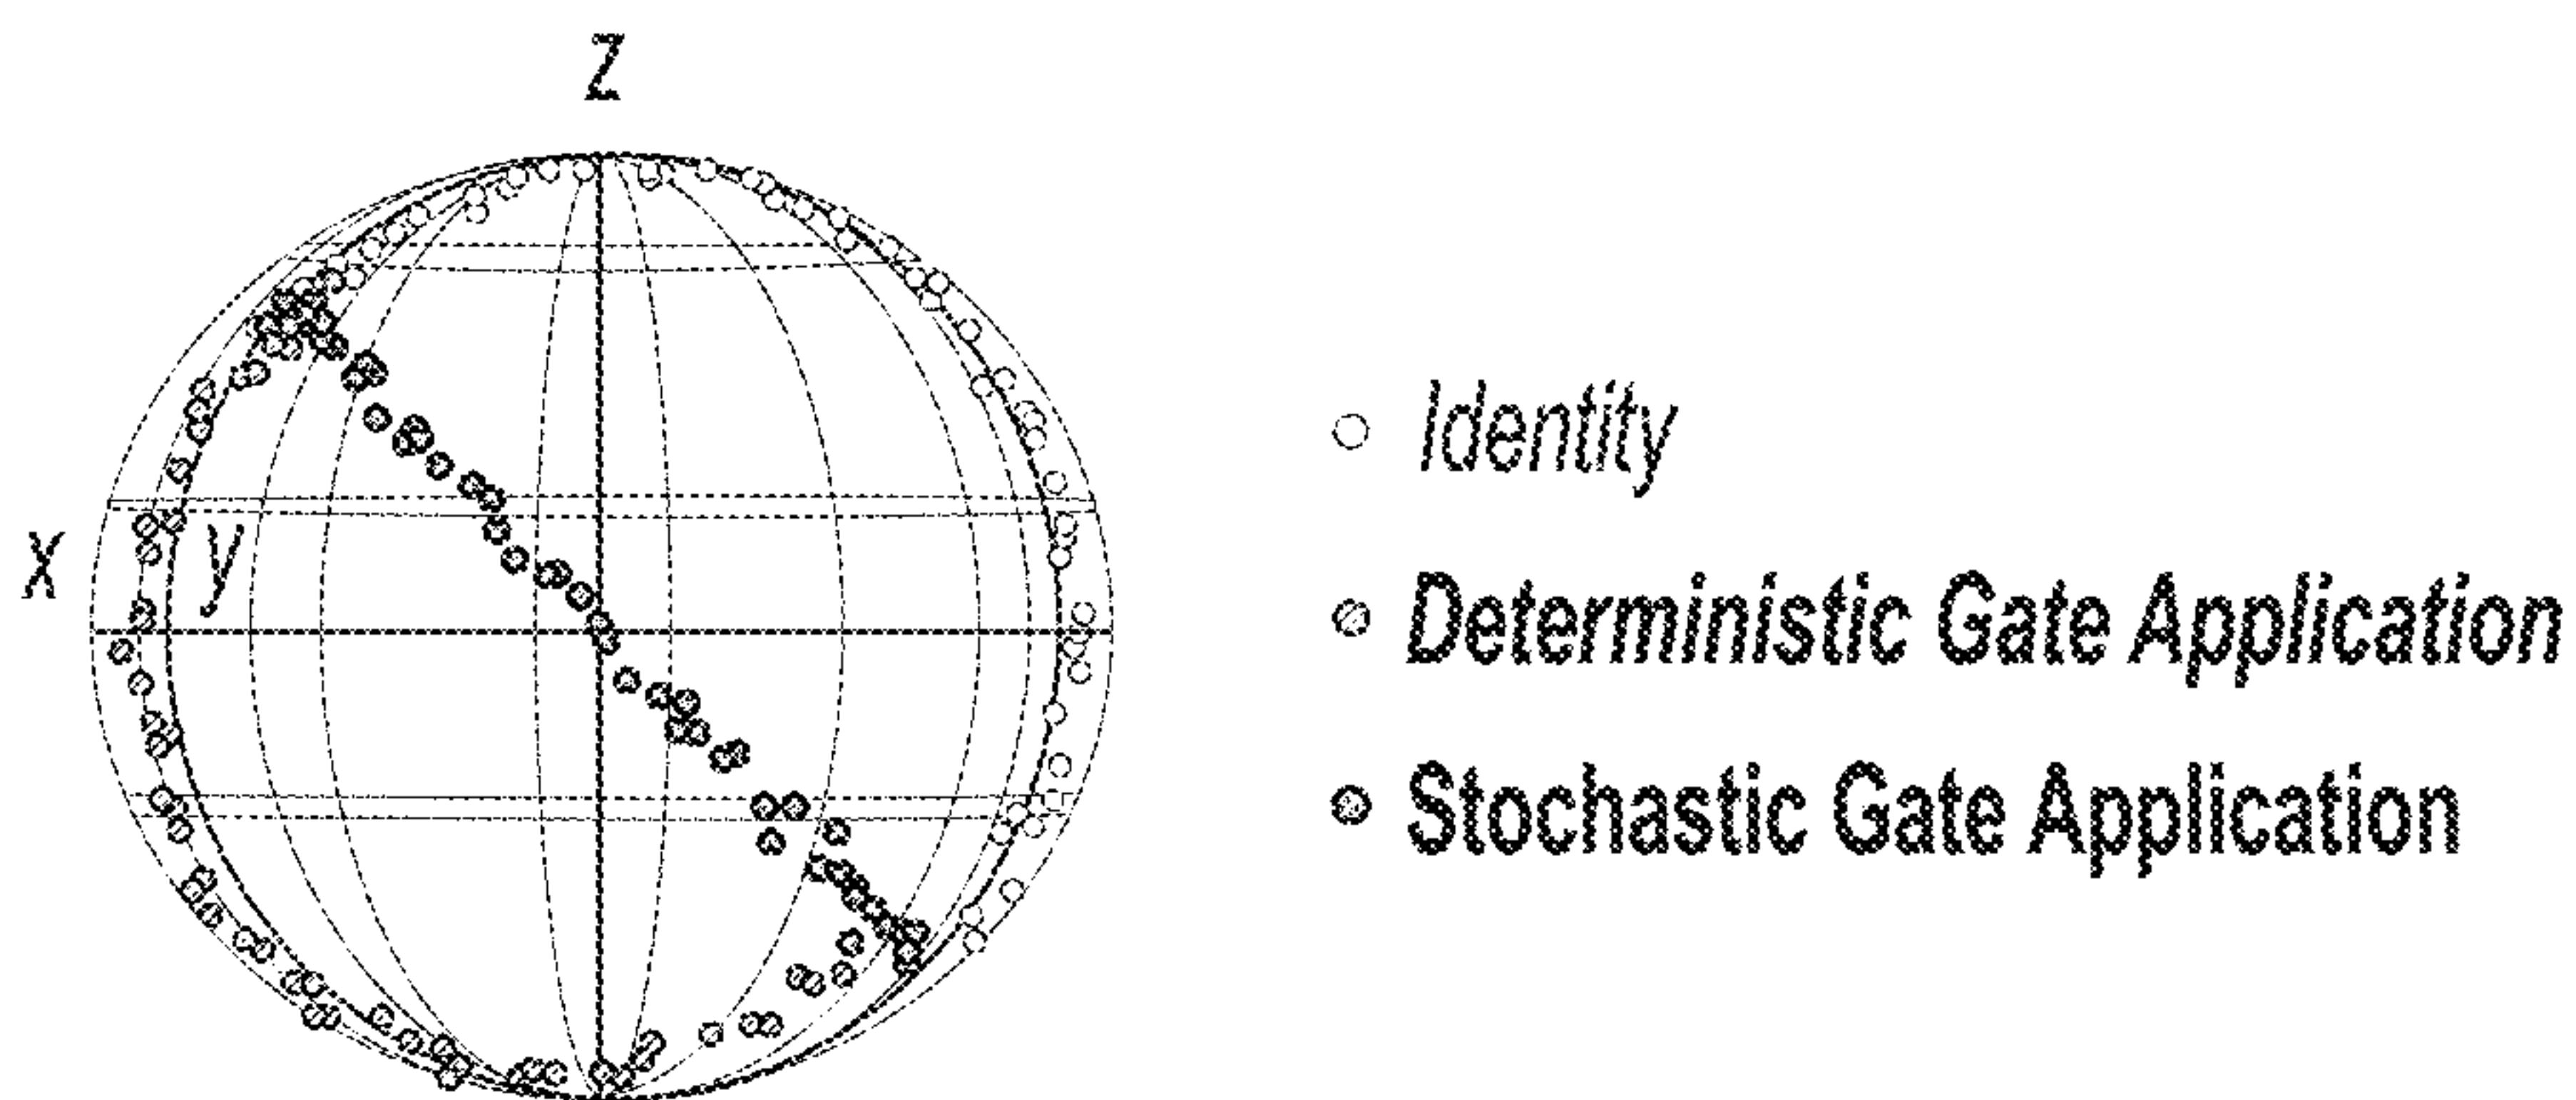 Z
X
y
Identity
Deterministic Gate Application
Stochastic Gate Application